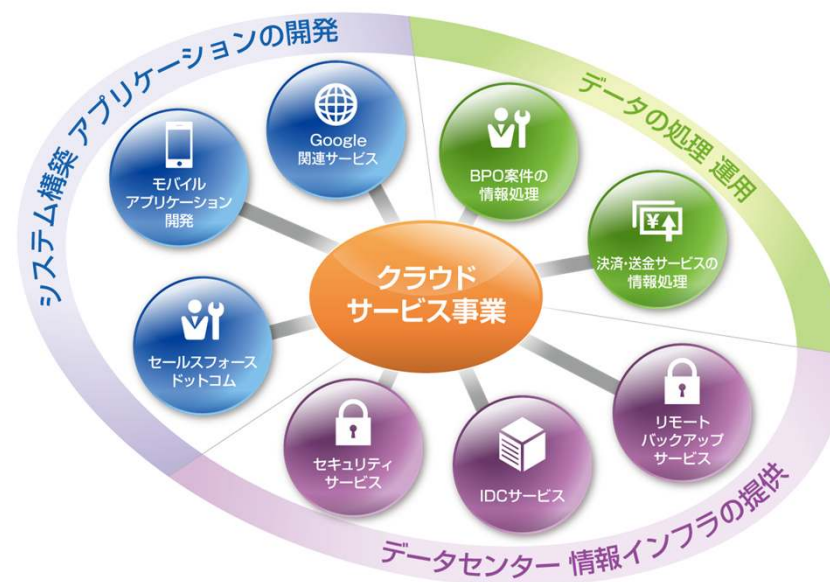 システム構築 アプリケーションの開発
データの処理 運用
データセンター 情報インフラの提供
クラウド
サービス事業
Google
関連サービス
モバイル
アプリケーション
開発
セールスフォース
ドットコム
BPO案件の
情報処理
¥
決済・送金サービスの
情報処理
リモート
バックアップ
サービス
IDCサービス
セキュリティ
サービス